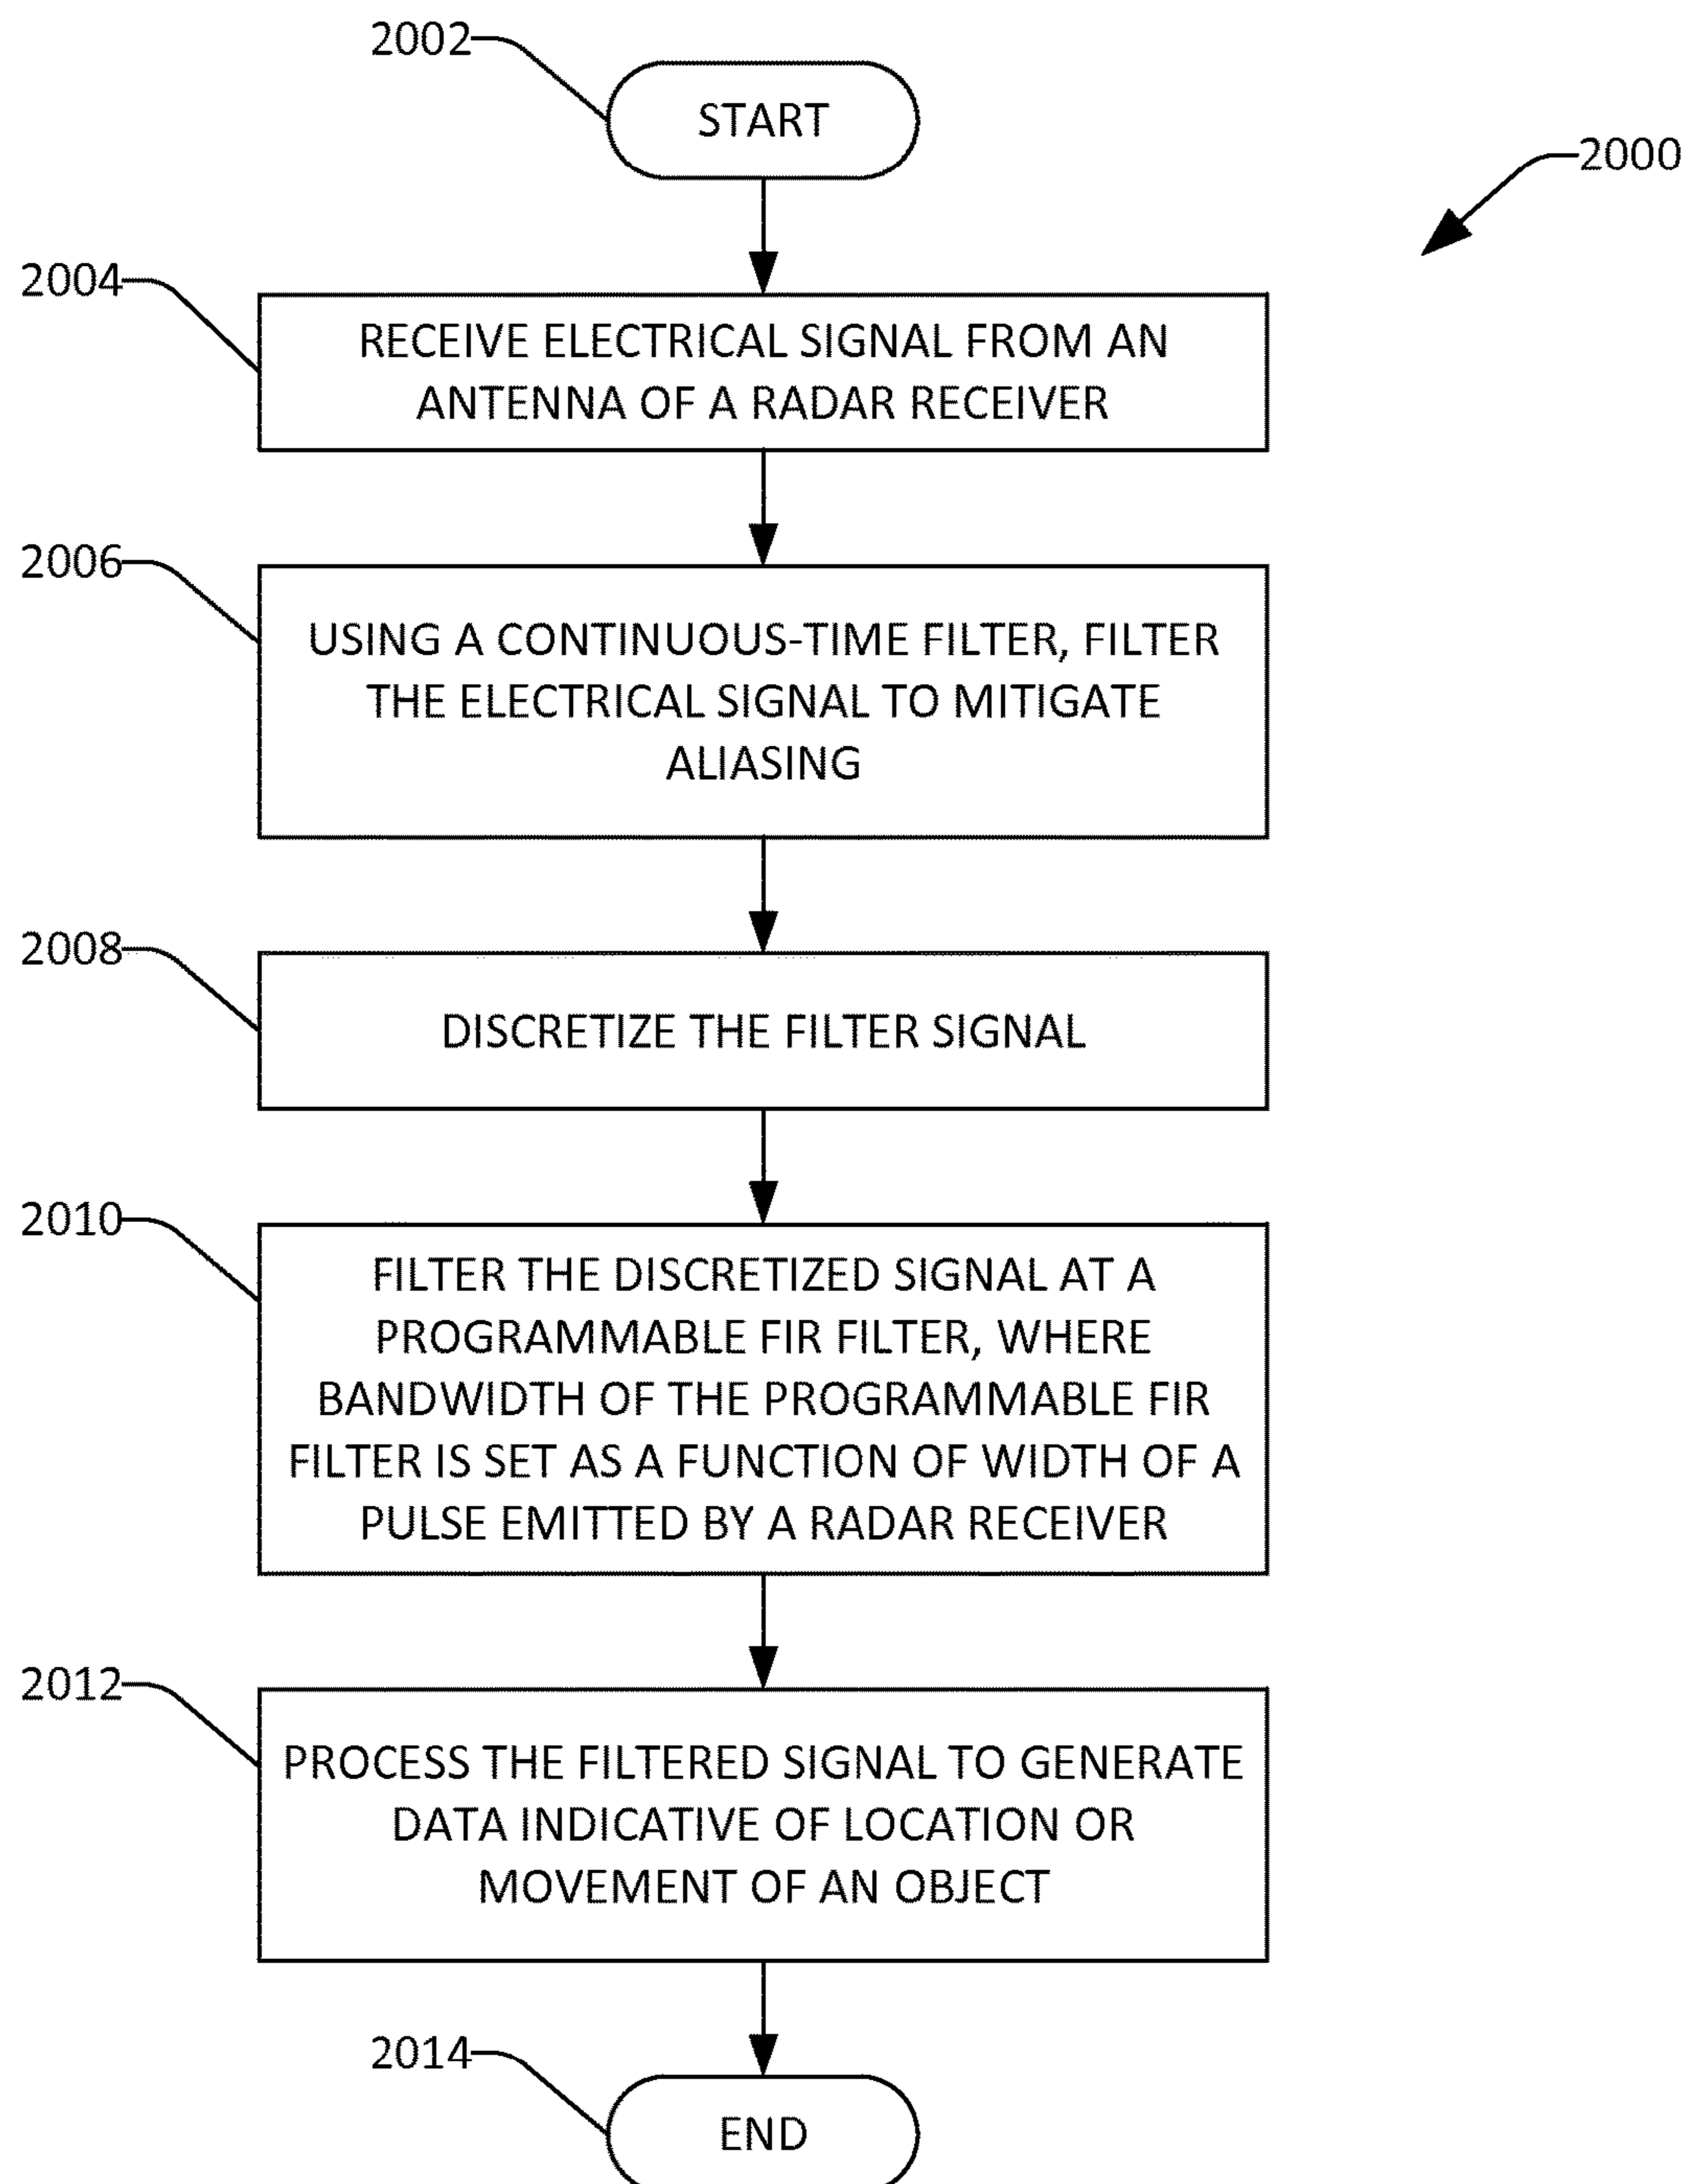 2002
START
2000
2004
RECEIVE ELECTRICAL SIGNAL FROM AN
ANTENNA OF A RADAR RECEIVER
2006
USING A CONTINUOUS-TIME FILTER, FILTER
THE ELECTRICAL SIGNAL TO MITIGATE
ALIASING
2008
DISCRETIZE THE FILTER SIGNAL
2010
FILTER THE DISCRETIZED SIGNAL AT A
PROGRAMMABLE FIR FILTER, WHERE
BANDWIDTH OF THE PROGRAMMABLE FIR
FILTER IS SET AS A FUNCTION OF WIDTH OF A
PULSE EMITTED BY A RADAR RECEIVER
2012
PROCESS THE FILTERED SIGNAL TO GENERATE
DATA INDICATIVE OF LOCATION OR
MOVEMENT OF AN OBJECT
2014
END